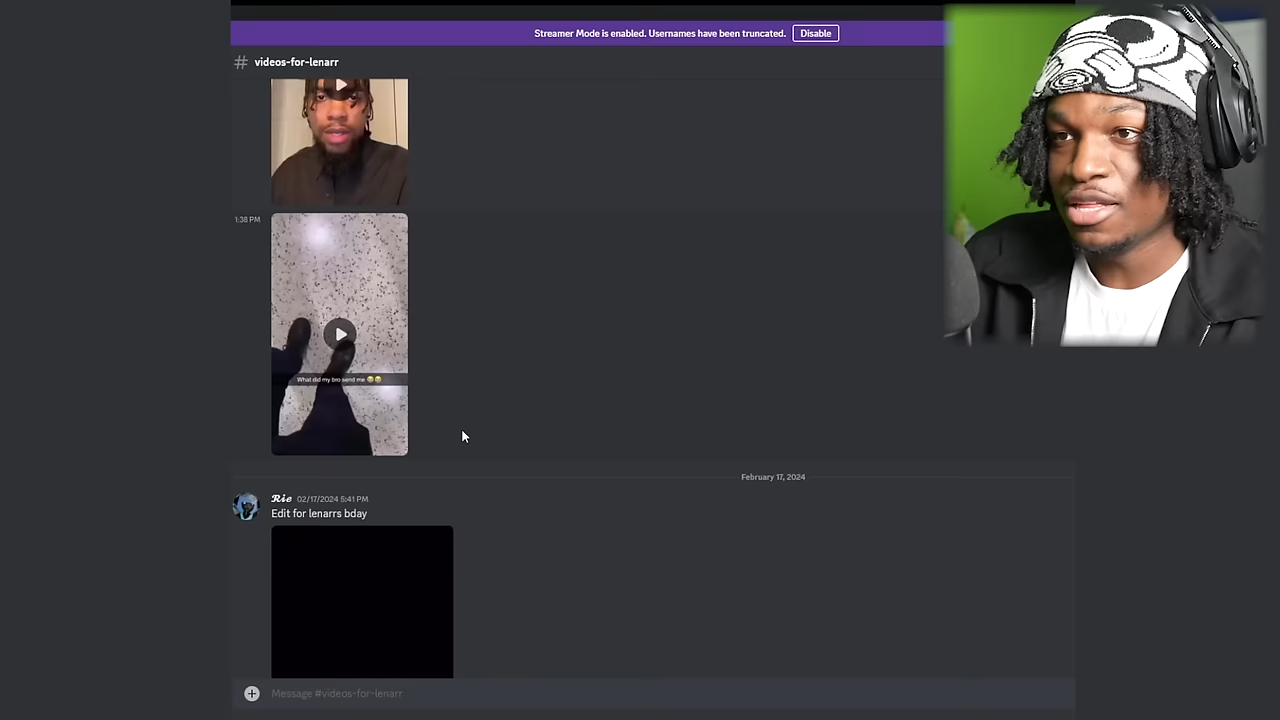 Streamer Mode is enabled. Usernames have been truncated. Disable
# videos-for-lenarr
1:38 PM
What did my bro send me 😭😭
February 17, 2024
𝓡𝓲𝓮 02/17/2024 5:41 PM
Edit for lenarrs bday
Message #videos-for-lenarr